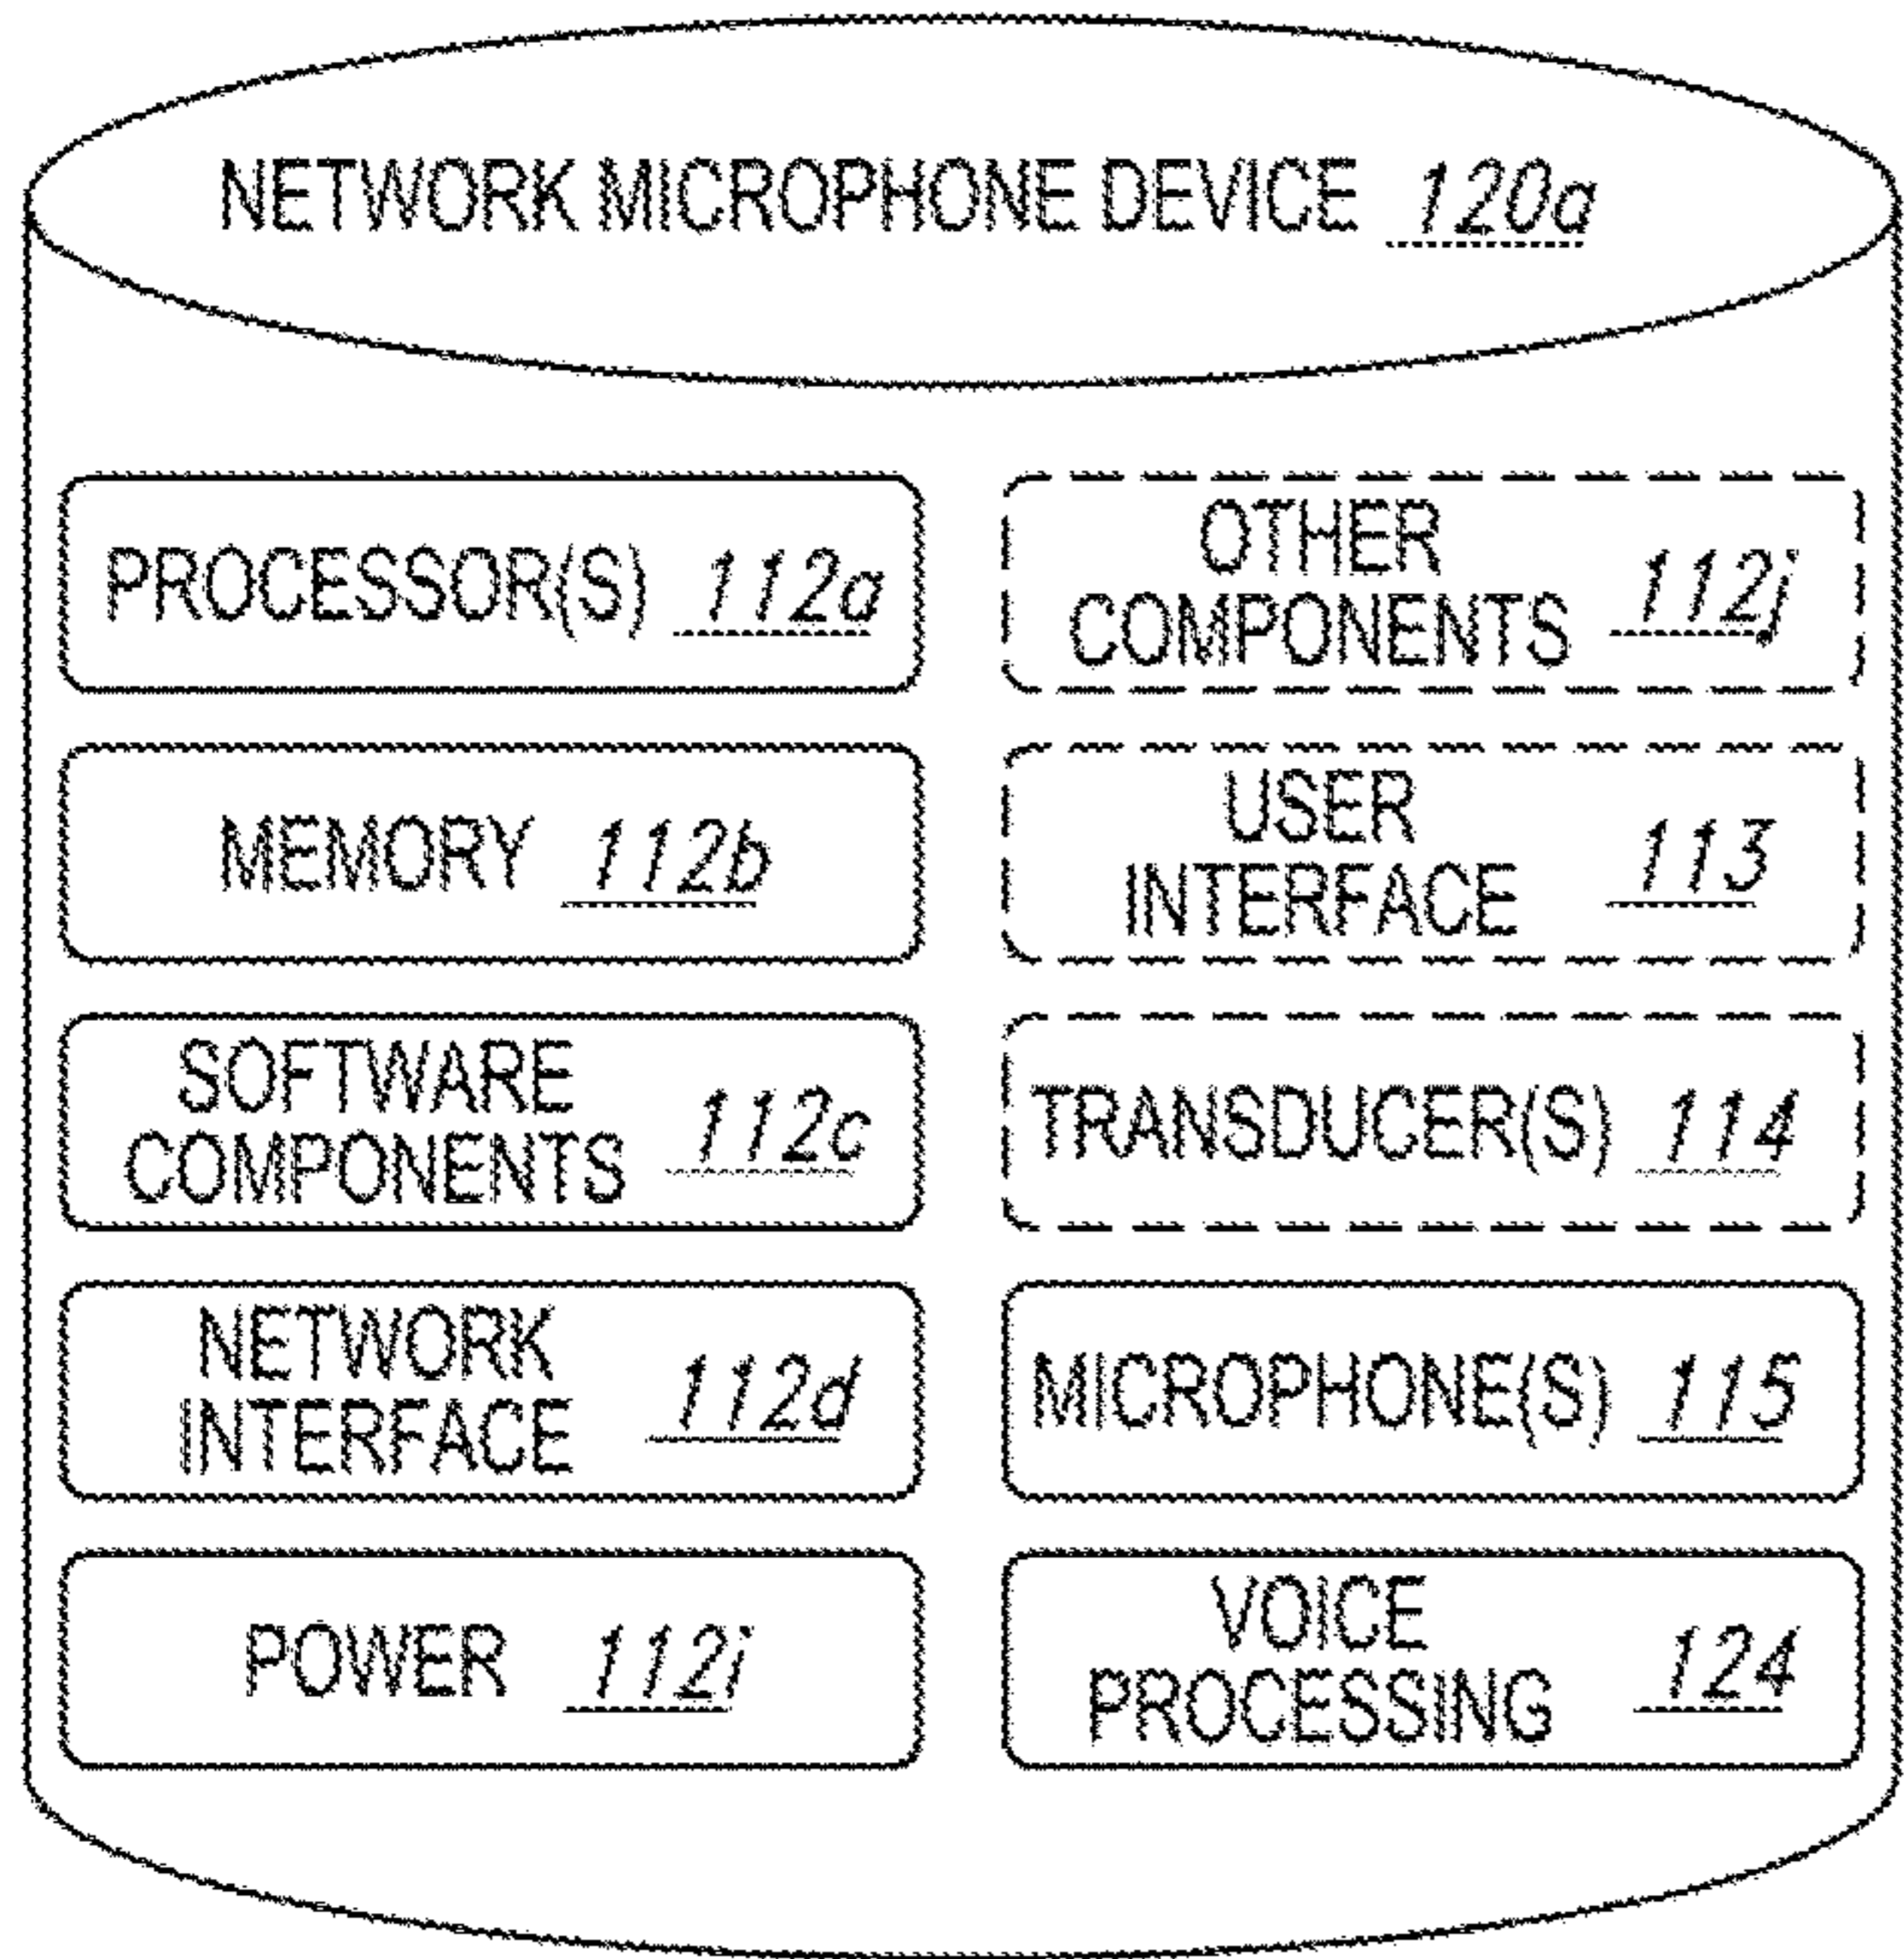 NETWORK MICROPHONE DEVICE 120a
PROCESSOR(S) 112a
MEMORY 112b
SOFTWARE
COMPONENTS 112c
NETWORK
INTERFACE 112d
POWER 112i
OTHER
COMPONENTS 112j
USER
INTERFACE 113
TRANSDUCER(S) 114
MICROPHONE(S) 115
VOICE
PROCESSING 124